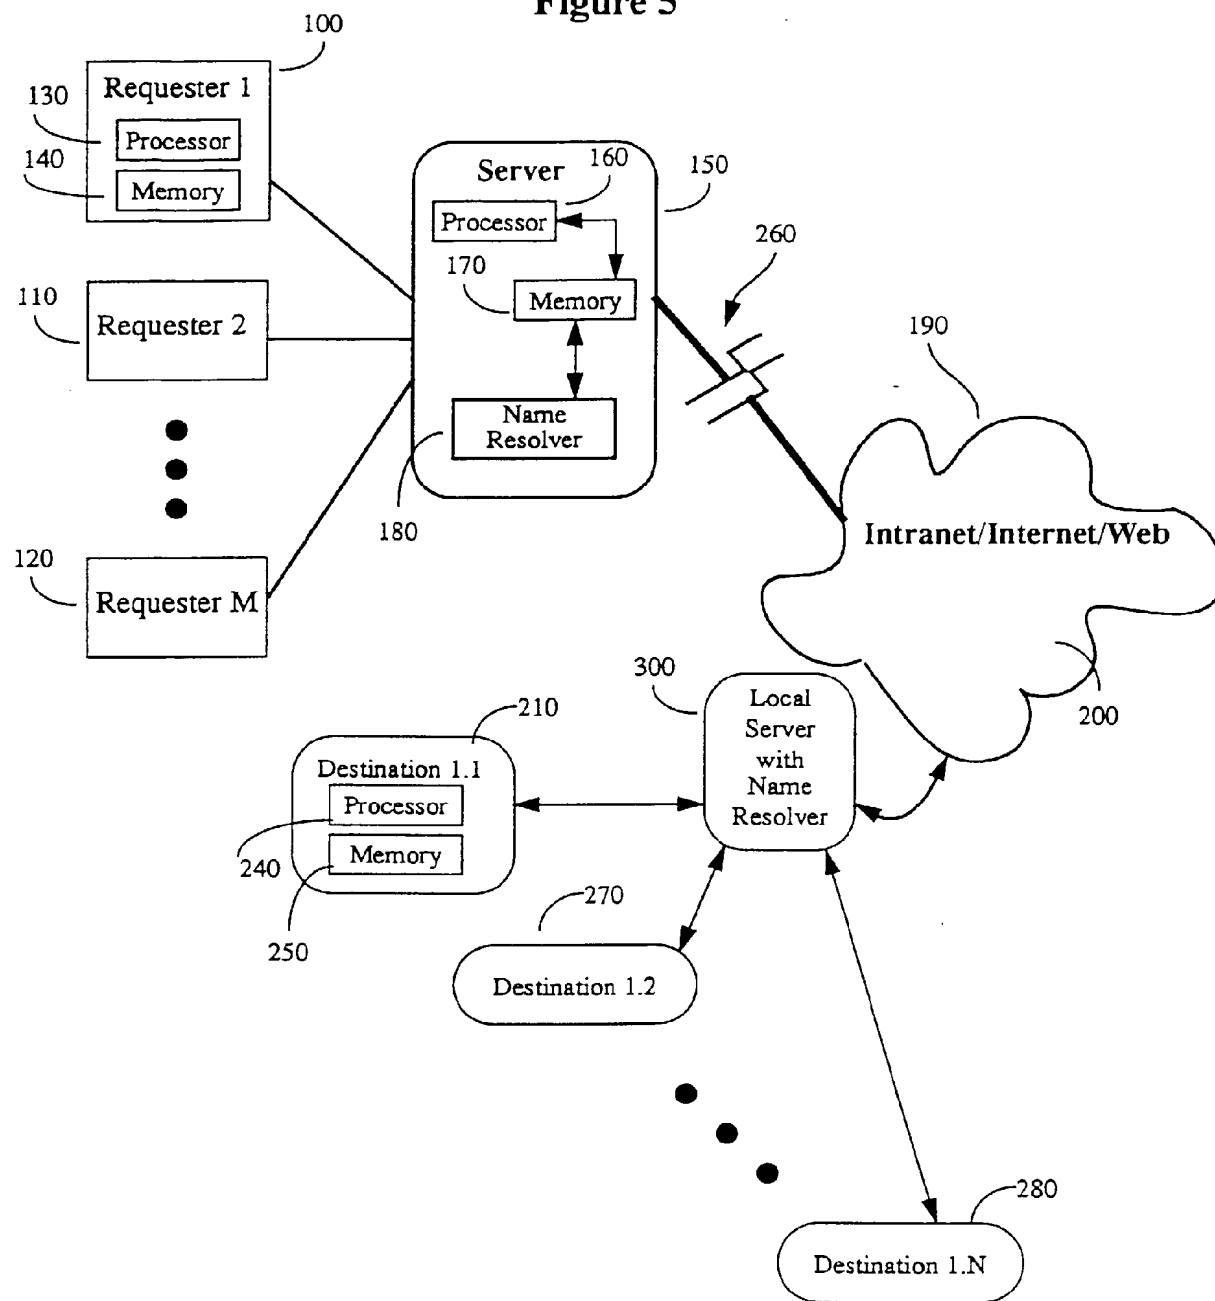 Figure 5
100
Requester 1
130
Processor
140
Memory
110
Requester 2
120
Requester M
Server
160
150
Processor
170
Memory
Name
Resolver
180
260
190
Intranet/Internet/Web
200
300
Local
Server
with
Name
Resolver
210
Destination 1.1
Processor
240
Memory
250
270
Destination 1.2
280
Destination 1.N